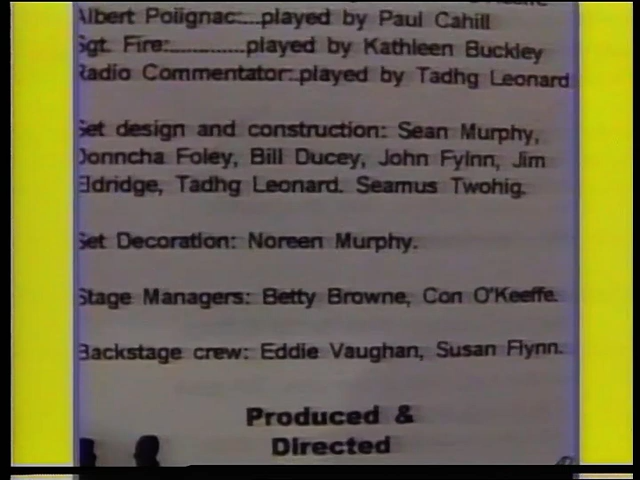 Albert Polignac:...played by Paul Cahill
Sgt. Fire:............played by Kathleen Buckley
Radio Commentator:.played by Tadhg Leonard
Set design and construction: Sean Murphy,
Donncha Foley, Bill Ducey, John Fylnn, Jim
Eldridge, Tadhg Leonard. Seamus Twohig.
Set Decoration: Noreen Murphy.
Stage Managers: Betty Browne, Con O'Keeffe.
Backstage crew: Eddie Vaughan, Susan Flynn.
Produced &
Directed